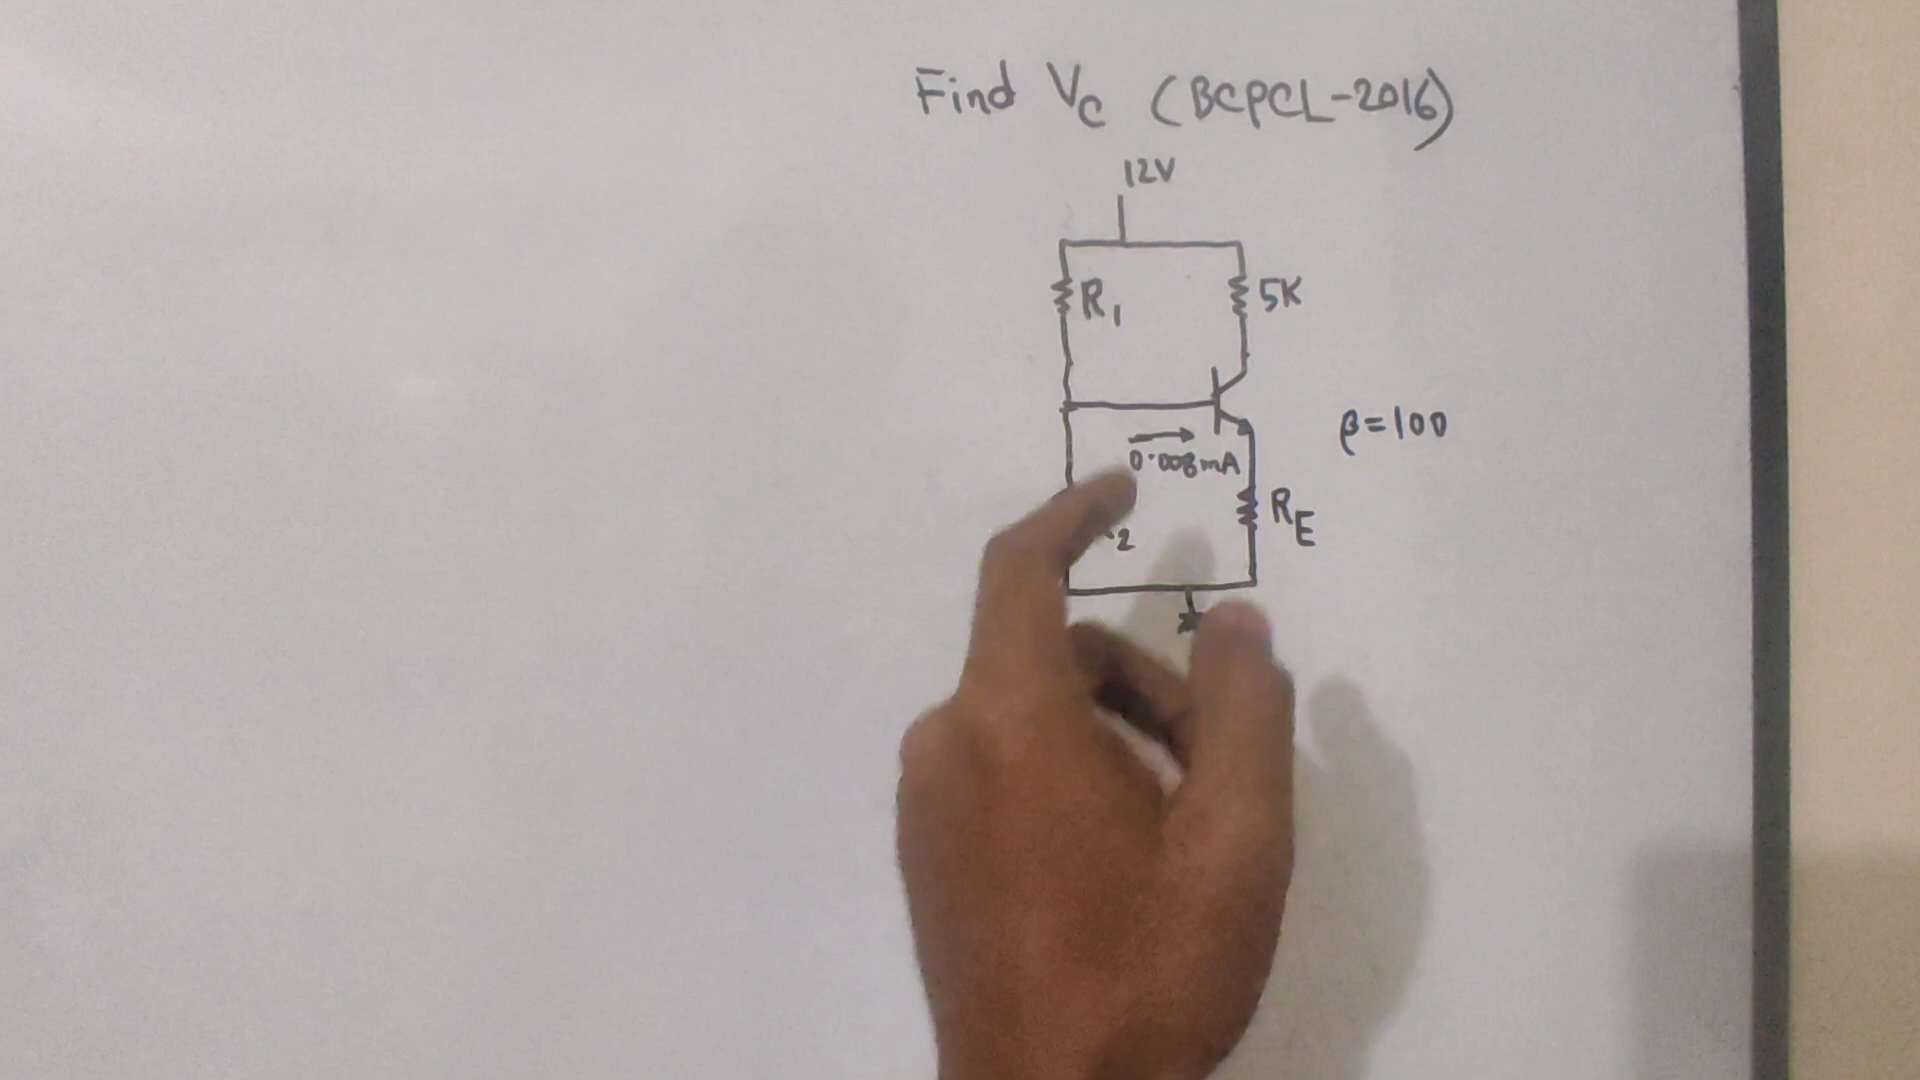 Find Vc (BCPCL-2016)
12V
R1 5K
β=100
0.008mA
RE
2